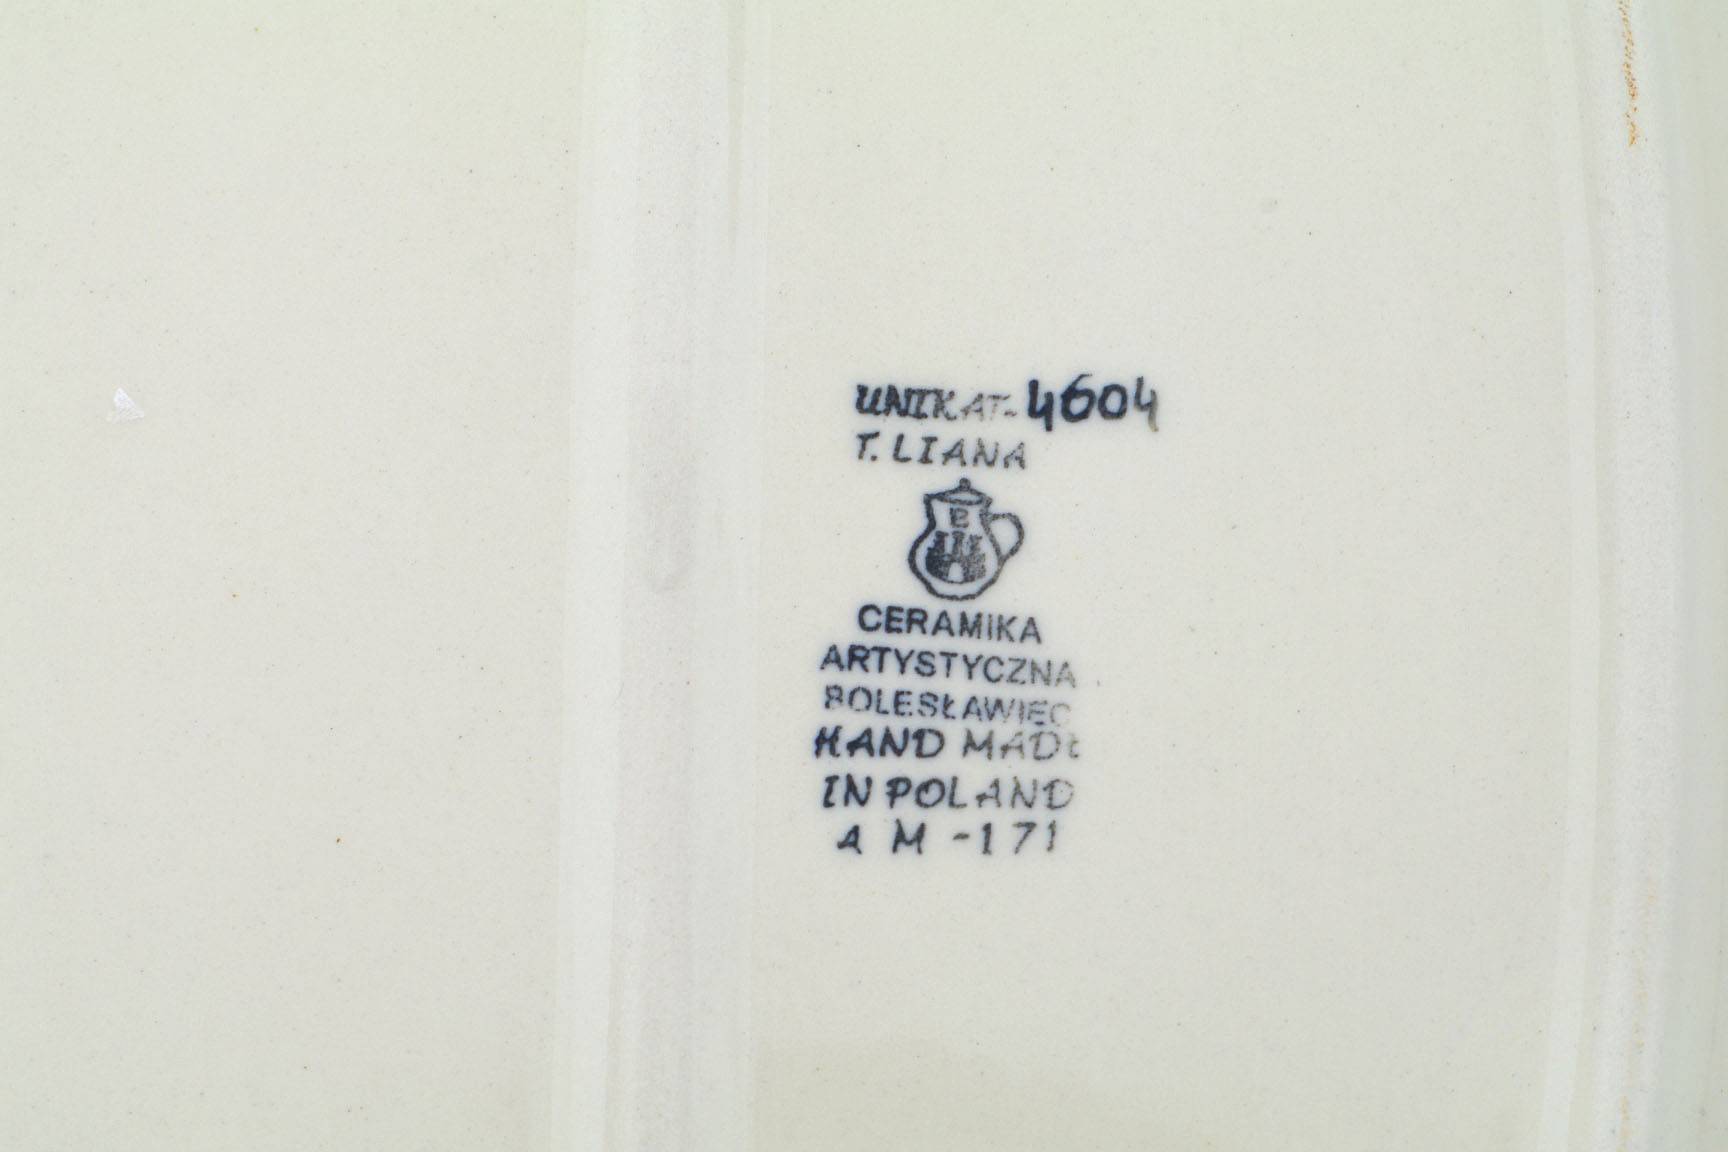 UNIKAT-4604
T. LIANA
B
CERAMIKA
ARTYSTYCZNA
BOLESŁAWIEC
HAND MADE
IN POLAND
A M -171